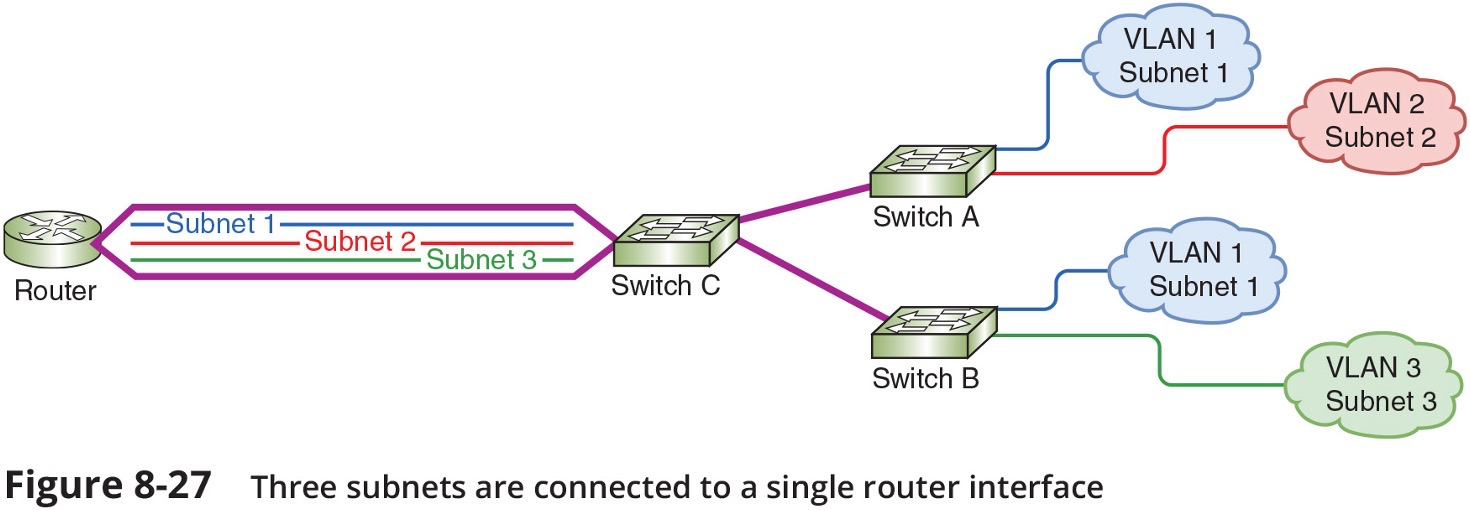 VLAN 1
Subnet 1
VLAN 2
Subnet 2
Switch A
Subnet 1
Subnet 2
Subnet 3
Router
Switch C
VLAN 1
Subnet 1
Switch B
VLAN 3
Subnet 3
Figure 8-27 Three subnets are connected to a single router interface